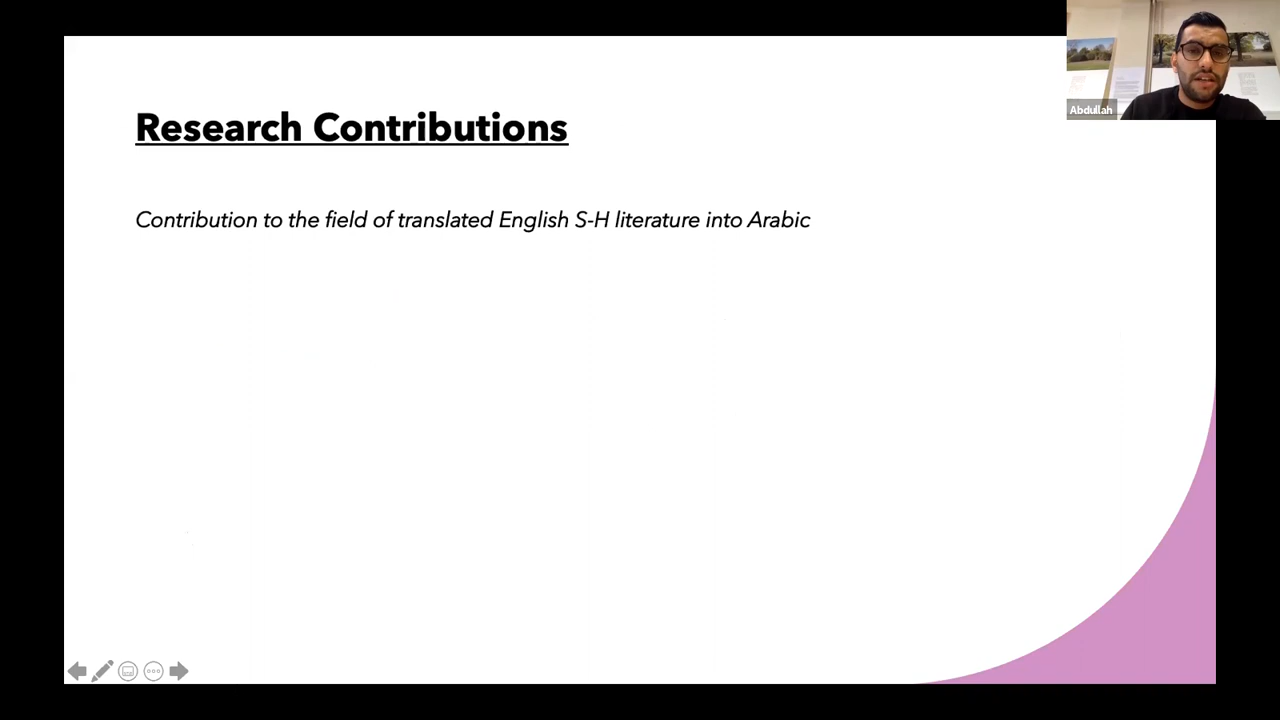 Abdullah
Research Contributions
Contribution to the field of translated English S-H literature into Arabic